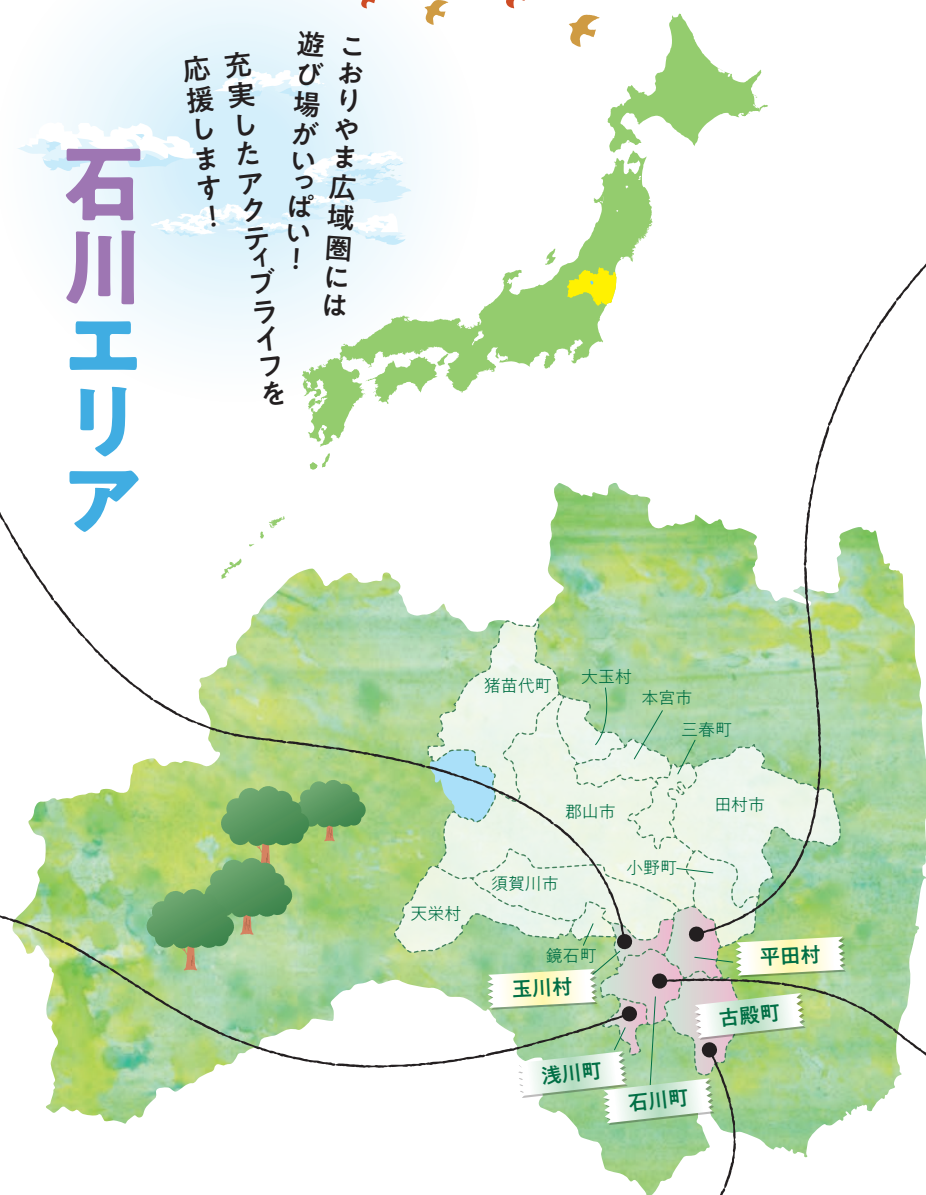 こおりやま広域圏には
遊び場がいっぱい！
充実したアクティブライフを
応援します！
石川エリア
猪苗代町
大玉村
本宮市
三春町
郡山市
田村市
小野町
須賀川市
天栄村
鏡石町
玉川村
平田村
古殿町
浅川町
石川町